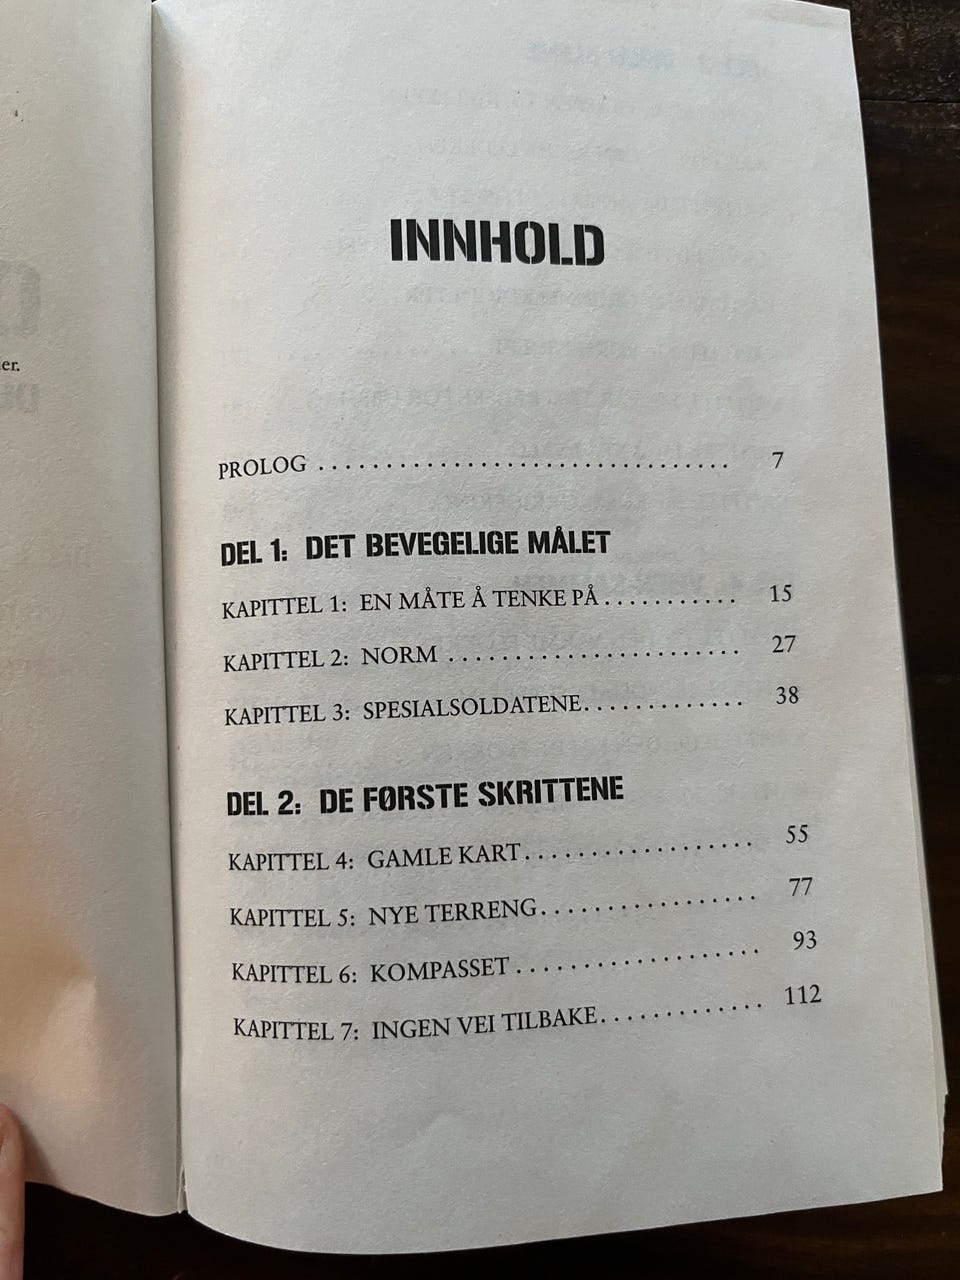 er.
INNHOLD
PROLOG ................................ 7
DEL 1: DET BEVEGELIGE MÅLET
KAPITTEL 1: EN MÅTE Å TENKE PÅ........... 15
KAPITTEL 2: NORM ....................... 27
KAPITTEL 3: SPESIALSOLDATENE............. 38
DEL 2: DE FØRSTE SKRITTENE
KAPITTEL 4: GAMLE KART.................. 55
KAPITTEL 5: NYE TERRENG................. 77
KAPITTEL 6: KOMPASSET ................... 93
KAPITTEL 7: INGEN VEI TILBAKE............. 112